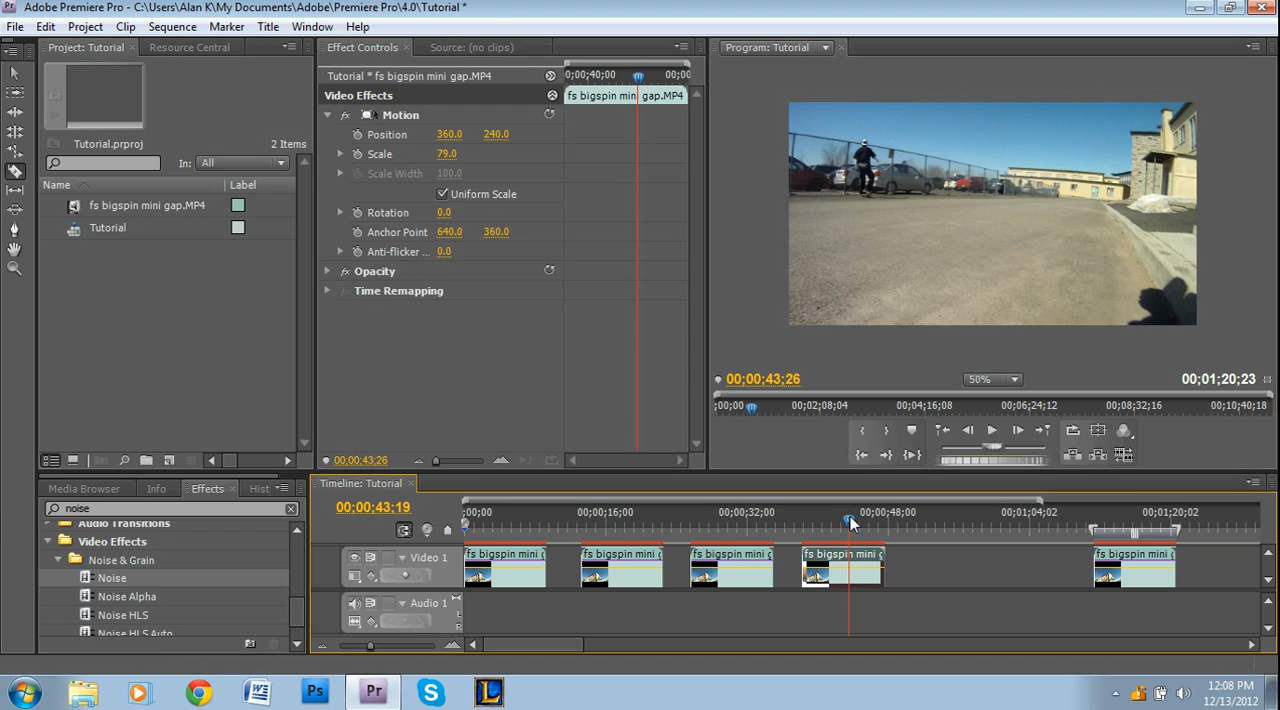 Adobe Premiere Pro - C:\Users\Alan K\My Documents\Adobe\Premiere Pro\4.0\Tutorial *
File Edit Project Clip Sequence Marker Title Window Help
Project: Tutorial Resource Central
Tutorial.prproj 2 Items
In: All
Name Label
fs bigspin mini gap.MP4
Tutorial
Effect Controls Source: (no clips)
Tutorial * fs bigspin mini gap.MP4 0;00;40;00 00;00
Video Effects fs bigspin mini gap.MP4
Motion
Position 360.0 240.0
Scale 79.0
Scale Width 100.0
Uniform Scale
Rotation 0.0
Anchor Point 640.0 360.0
Anti-flicker ... 0.0
Opacity
Time Remapping
00;00;43;26
Program: Tutorial
00;00;43;26 50% 00;01;20;23
;00;00 00;02;08;04 00;04;16;08 00;06;24;12 00;08;32;16 00;10;40;18
Media Browser Info Effects Hist
noise
Audio Transitions
Video Effects
Noise & Grain
Noise
Noise Alpha
Noise HLS
Noise HLS Auto
Timeline: Tutorial
00;00;43;19 ;00;00 00;00;16;00 00;00;32;00 00;00;48;00 00;01;04;02 00;01;20;02
Video 1 fs bigspin mini fs bigspin mini fs bigspin mini fs bigspin mini fs bigspin mini
Audio 1
L
R
Ps Pr S L
12:08 PM
12/13/2012